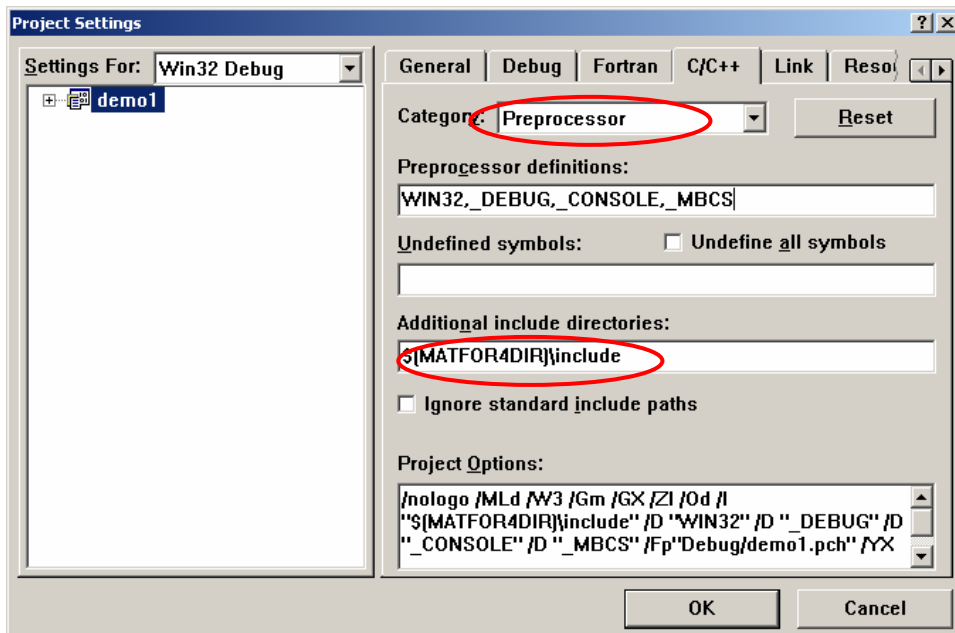 Project Settings
Settings For: Win32 Debug
demo1
General Debug Fortran C/C++ Link
Category: Preprocessor Reset
Preprocessor definitions:
WIN32,_DEBUG,_CONSOLE,_MBCS
Undefined symbols: Undefine all symbols
Additional include directories:
$(MATFOR4DIR)\include
Ignore standard include paths
Project Options:
/nologo /MLd /W3 /Gm /GX /ZI /Od /I
"$(MATFOR4DIR)\include" /D "WIN32" /D "_DEBUG" /D
"_CONSOLE" /D "_MBCS" /Fp"Debug/demo1.pch" /YX
OK Cancel